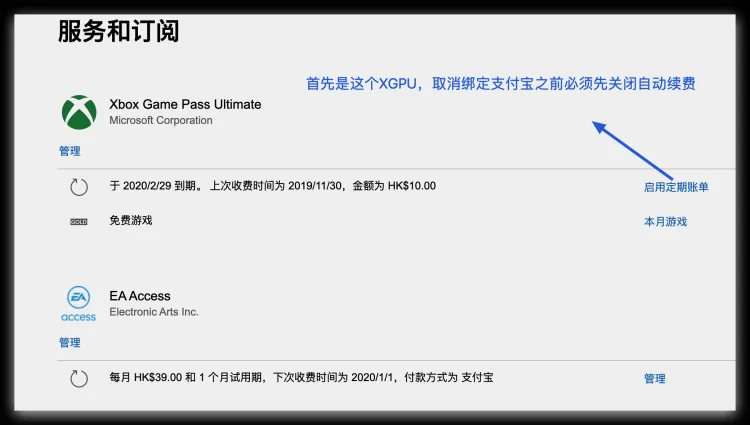 服务和订阅
首先是这个XGPU，取消绑定支付宝之前必须先关闭自动续费
Xbox Game Pass Ultimate
Microsoft Corporation
管理
于 2020/2/29 到期。 上次收费时间为 2019/11/30，金额为 HK$10.00
启用定期账单
GOLD
免费游戏
本月游戏
EA
access
EA Access
Electronic Arts Inc.
管理
每月 HK$39.00 和 1 个月试用期，下次收费时间为 2020/1/1，付款方式为 支付宝
管理